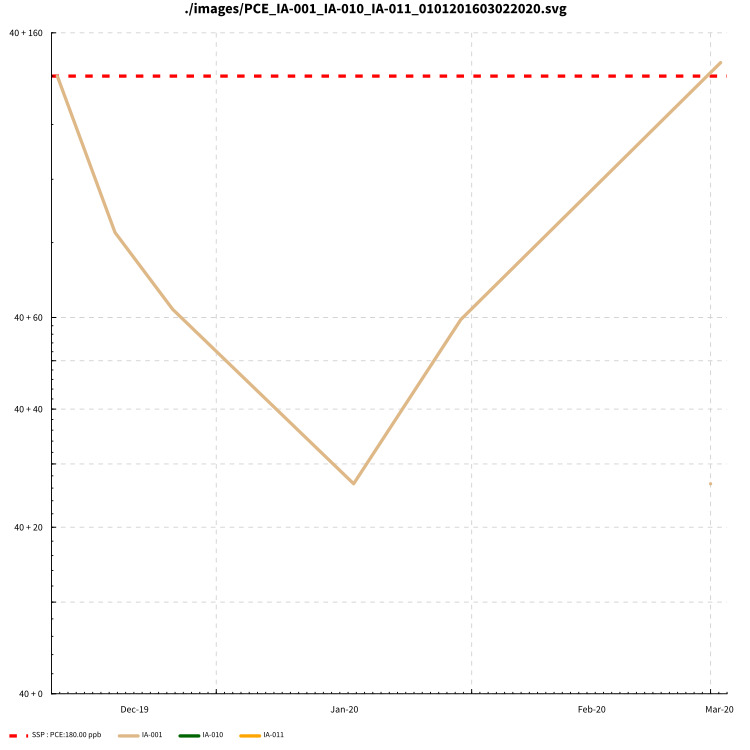 ./images/PCE_IA-001_IA-010_IA-011_0101201603022020.svg
40 + 160
40 + 60
40 + 40
40 + 20
40 + 0
Dec-19 Jan-20 Feb-20 Mar-20
SSP : PCE:180.00 ppb IA-001 IA-010 IA-011